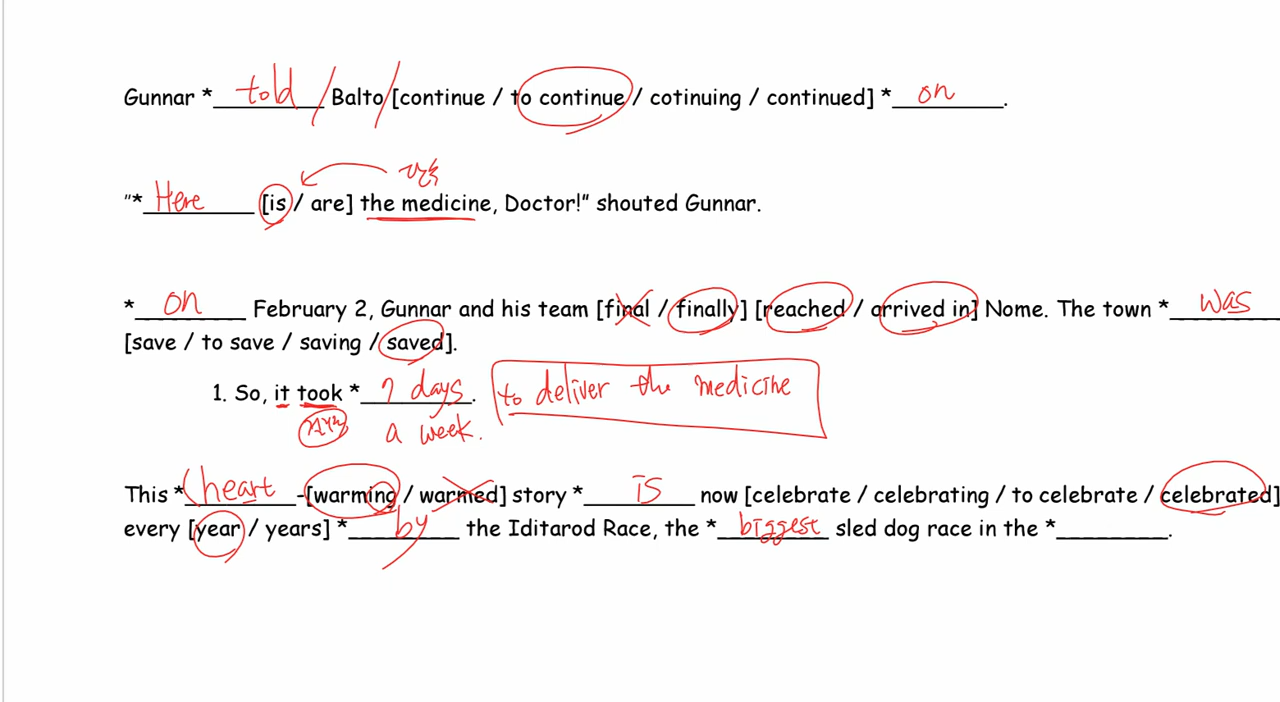 Gunnar * told / Balto / [continue / to continue / cotinuing / continued] * on .
"* Here [is / are] the medicine, Doctor!" shouted Gunnar.
* on February 2, Gunnar and his team [final / finally] [reached / arrived in] Nome. The town * was
[save / to save / saving / saved].
1. So, it took * 7 days . to deliver the medicine
a week.
This * heart -[warming / warmed] story * is now [celebrate / celebrating / to celebrate / celebrated]
every [year / years] * by the Iditarod Race, the * biggest sled dog race in the *________.